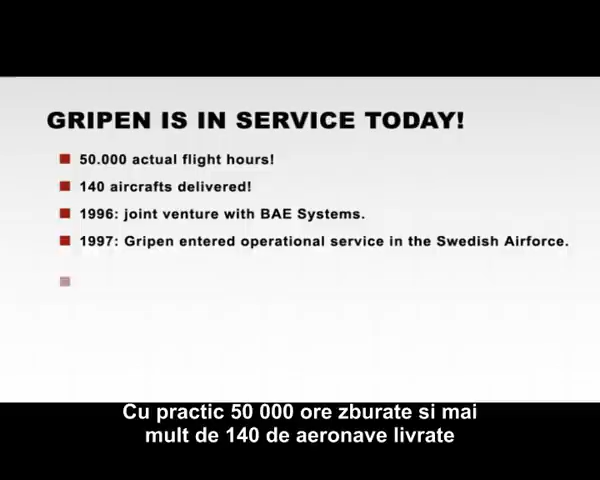 GRIPEN IS IN SERVICE TODAY!
50.000 actual flight hours!
140 aircrafts delivered!
1996: joint venture with BAE Systems.
1997: Gripen entered operational service in the Swedish Airforce.
Cu practic 50 000 ore zburate si mai
mult de 140 de aeronave livrate